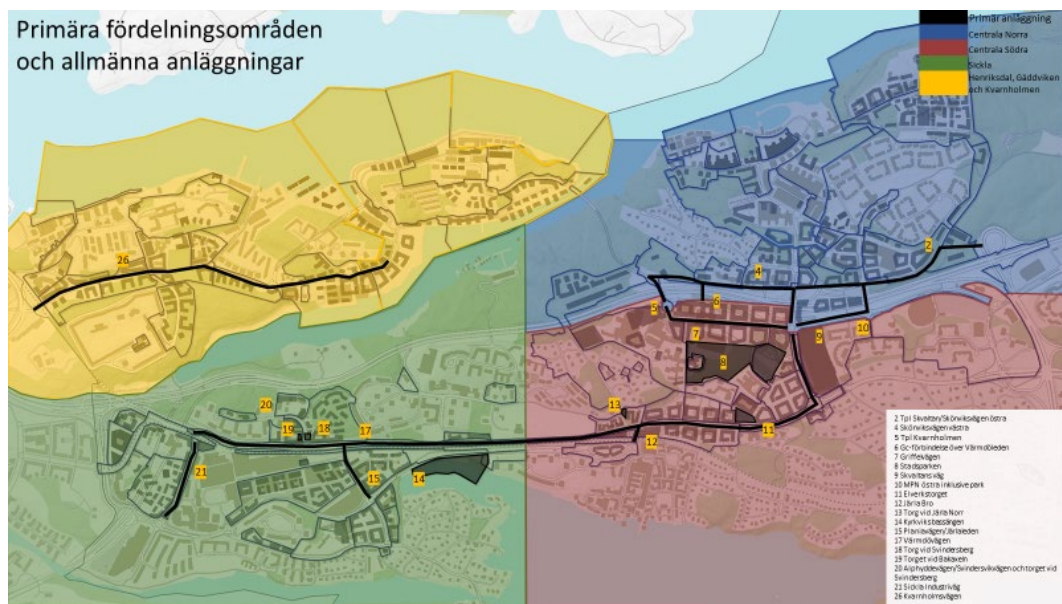 Primära fördelningsområden
och allmänna anläggningar
Primär anläggning
Centrala Norra
Centrala Södra
Sickla
Henriksdal, Gäddviken
och Kvarnholmen
2
26
4
6
5
7
9
10
8
13
20
19
18
17
11
12
21
15
14
2 Tpl Skvaltan/Skönviksvägen östra
4 Skönviksvägen västra
5 Tpl Kvarnholmen
6 Gc-förbindelse över Värmdöleden
7 Griffelvägen
8 Stadsparken
9 Skvaltans väg
10 MPN östra inklusive park
11 Elverkstorget
12 Järla Bro
13 Torg vid Järla Norr
14 Kyrkviksbassängen
15 Planiavägen/Järlaleden
17 Värmdövägen
18 Torg vid Svindersberg
19 Torget vid Bakaxeln
20 Alphyddevägen/Svindersviksvägen och torget vid
Svindersberg
21 Sickla Industriväg
26 Kvarnholmsvägen